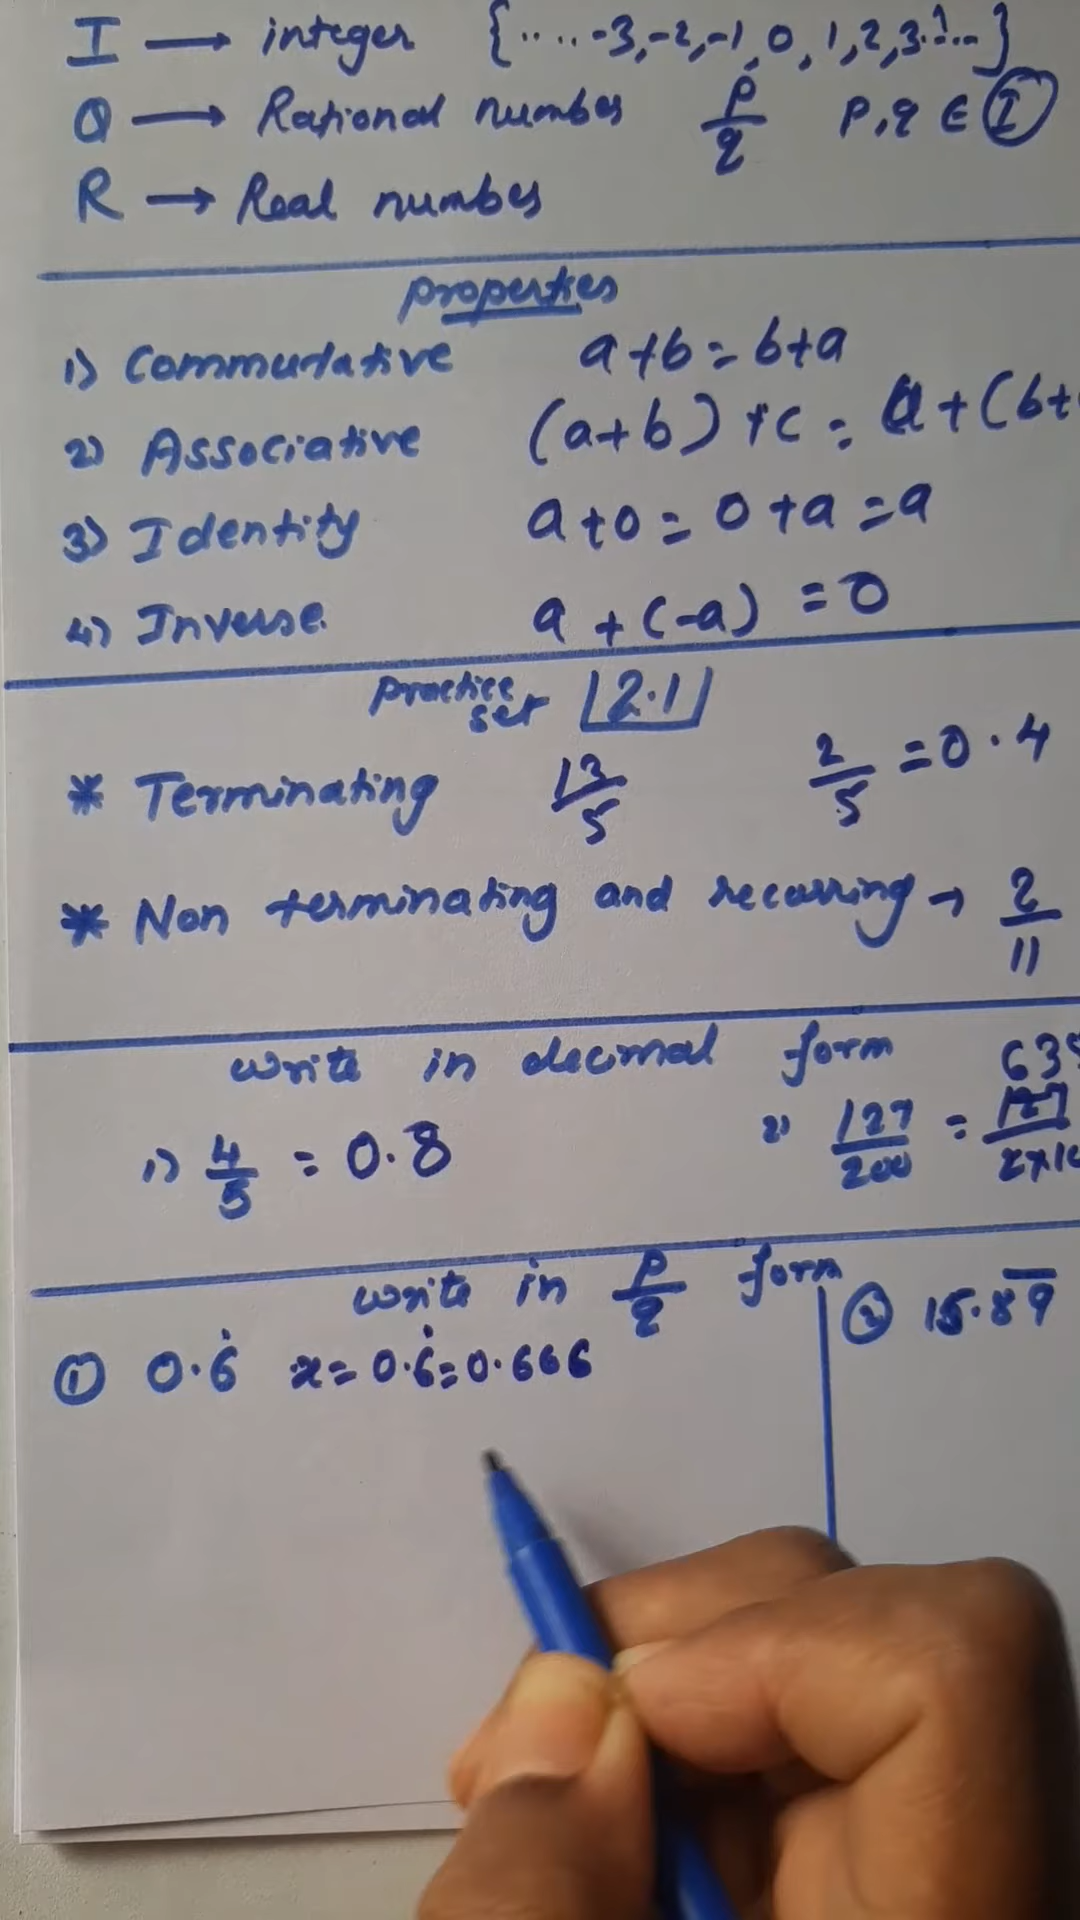 I → integer {.....-3,-2,-1,0,1,2,3....}
Q → Rational numbers p/q p,q ∈ I
R → Real numbers
properties
1) Commutative a+b=b+a
2) Associative (a+b)+c = a+(b+
3) Identity a+0=0+a=a
4) Inverse a+(-a)=0
practice set 2.1
* Terminating 13/5 2/5 =0.4
* Non terminating and recurring → 2/11
write in decimal form
1) 4/5 = 0.8 2) 127/200 =
write in p/q form
① 0.6̇ x=0.6̇=0.666
② 15.8̅9̅